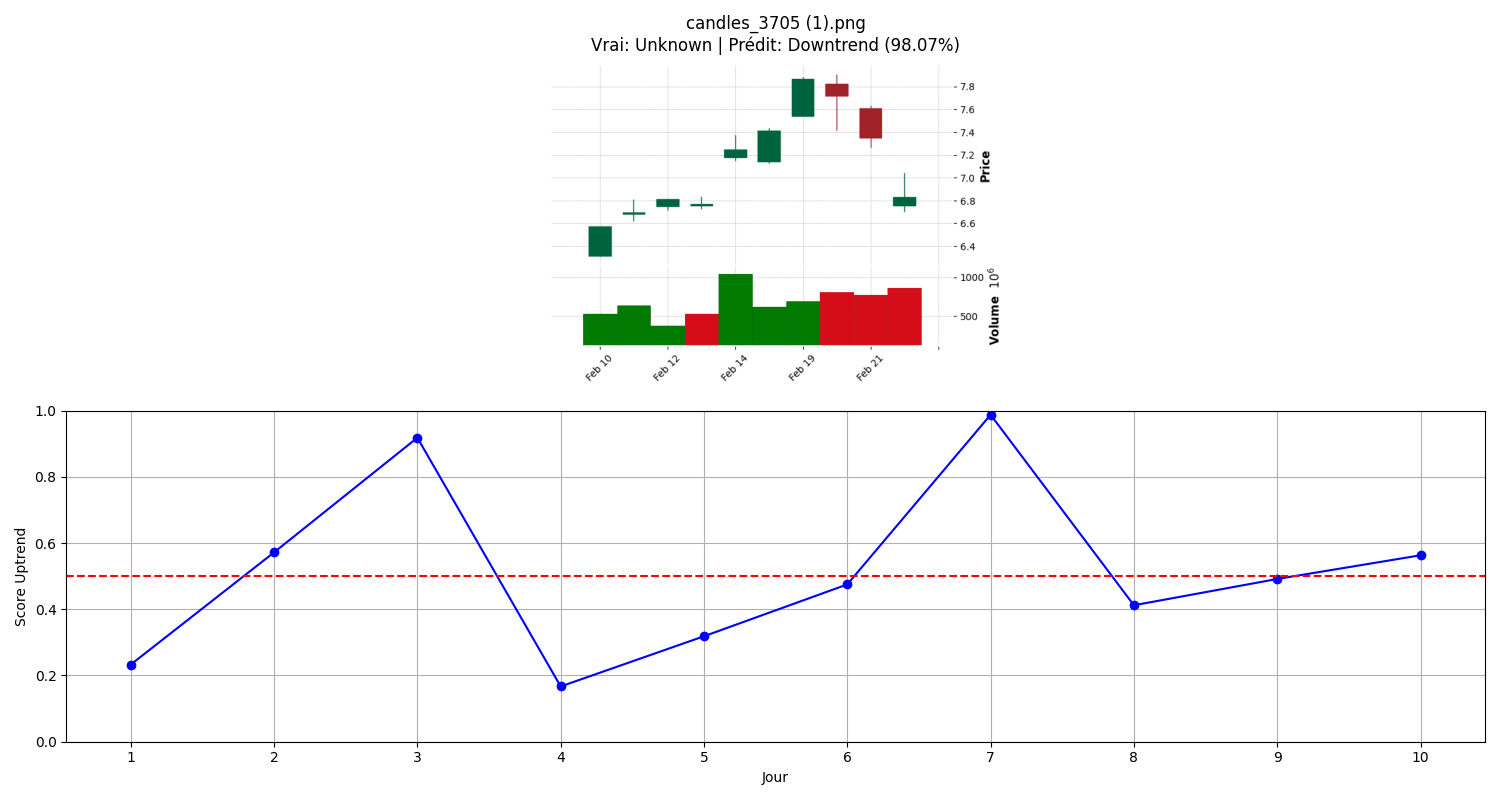 candles_3705 (1).png
Vrai: Unknown | Prédit: Downtrend (98.07%)
7.8
7.6
7.4
7.2
7.0
6.8
6.6
6.4
Price
1000
500
Volume 10^6
Feb 10
Feb 12
Feb 14
Feb 19
Feb 21
1.0
0.8
0.6
0.4
0.2
0.0
Score Uptrend
1 2 3 4 5 6 7 8 9 10
Jour